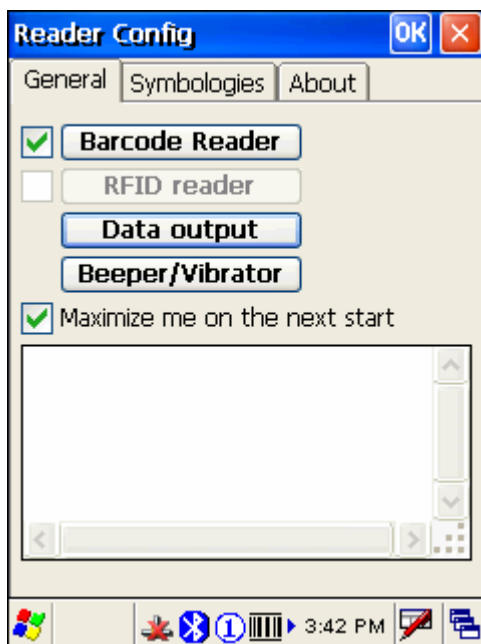 Reader Config OK
General Symbologies About
Barcode Reader
RFID reader
Data output
Beeper/Vibrator
Maximize me on the next start
1 3:42 PM